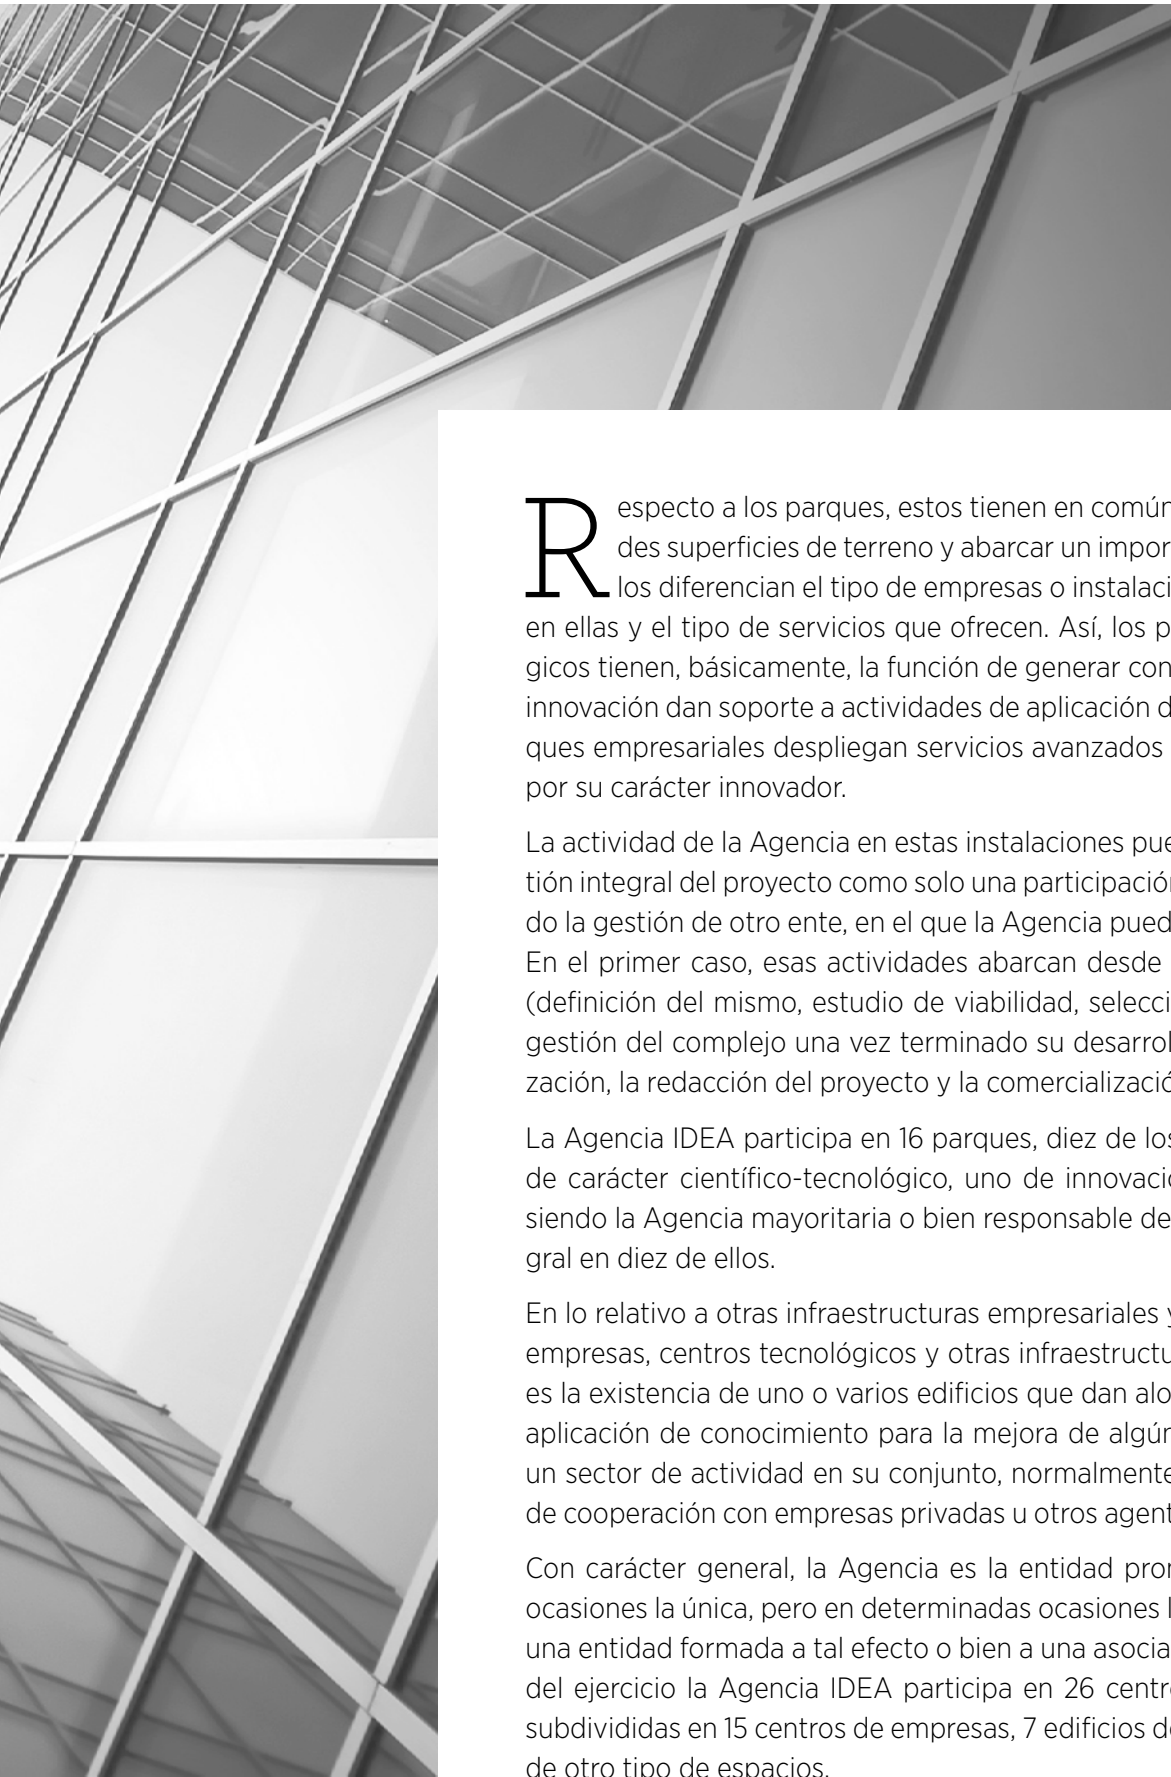 Respecto a los parques, estos tienen en común
des superficies de terreno y abarcar un impor
los diferencian el tipo de empresas o instalaci
en ellas y el tipo de servicios que ofrecen. Así, los p
gicos tienen, básicamente, la función de generar con
innovación dan soporte a actividades de aplicación d
ques empresariales despliegan servicios avanzados
por su carácter innovador.
La actividad de la Agencia en estas instalaciones pue
tión integral del proyecto como solo una participación
do la gestión de otro ente, en el que la Agencia pued
En el primer caso, esas actividades abarcan desde
(definición del mismo, estudio de viabilidad, selecci
gestión del complejo una vez terminado su desarrol
zación, la redacción del proyecto y la comercializació
La Agencia IDEA participa en 16 parques, diez de los
de carácter científico-tecnológico, uno de innovació
siendo la Agencia mayoritaria o bien responsable de
gral en diez de ellos.
En lo relativo a otras infraestructuras empresariales y
empresas, centros tecnológicos y otras infraestructu
es la existencia de uno o varios edificios que dan alo
aplicación de conocimiento para la mejora de algún
un sector de actividad en su conjunto, normalmente
de cooperación con empresas privadas u otros agent
Con carácter general, la Agencia es la entidad pro
ocasiones la única, pero en determinadas ocasiones l
una entidad formada a tal efecto o bien a una asocia
del ejercicio la Agencia IDEA participa en 26 centro
subdivididas en 15 centros de empresas, 7 edificios de
de otro tipo de espacios.